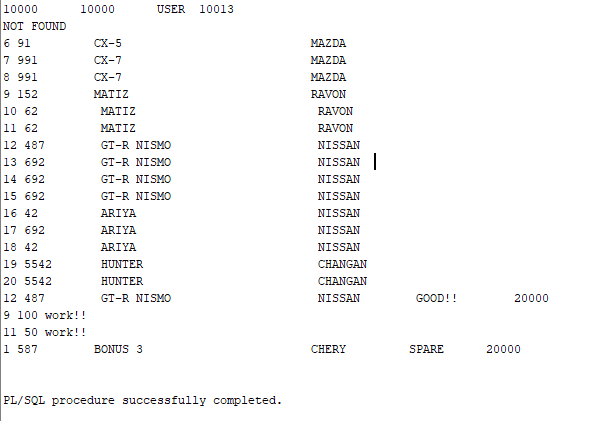 10000      10000      USER  10013
NOT FOUND
6 91         CX-5                           MAZDA
7 991        CX-7                           MAZDA
8 991        CX-7                           MAZDA
9 152        MATIZ                          RAVON
10 62         MATIZ                          RAVON
11 62         MATIZ                          RAVON
12 487        GT-R NISMO                     NISSAN
13 692        GT-R NISMO                     NISSAN
14 692        GT-R NISMO                     NISSAN
15 692        GT-R NISMO                     NISSAN
16 42         ARIYA                          NISSAN
17 692        ARIYA                          NISSAN
18 42         ARIYA                          NISSAN
19 5542       HUNTER                         CHANGAN
20 5542       HUNTER                         CHANGAN
12 487        GT-R NISMO                     NISSAN        GOOD!!        20000
9 100 work!!
11 50 work!!
1 587        BONUS 3                        CHERY         SPARE      20000
PL/SQL procedure successfully completed.